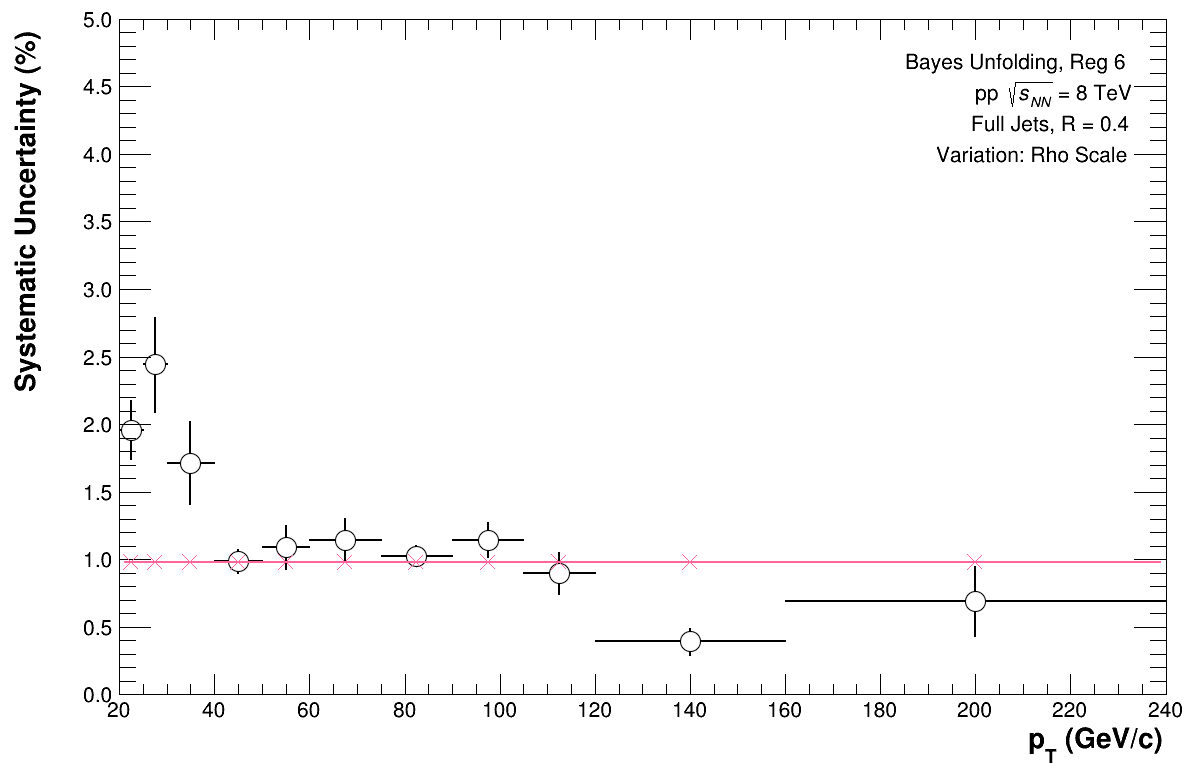 Systematic Uncertainty (%)
5.0
4.5
4.0
3.5
3.0
2.5
2.0
1.5
1.0
0.5
0.0
Bayes Unfolding, Reg 6
pp √s_NN = 8 TeV
Full Jets, R = 0.4
Variation: Rho Scale
20 40 60 80 100 120 140 160 180 200 220 240
p_T (GeV/c)